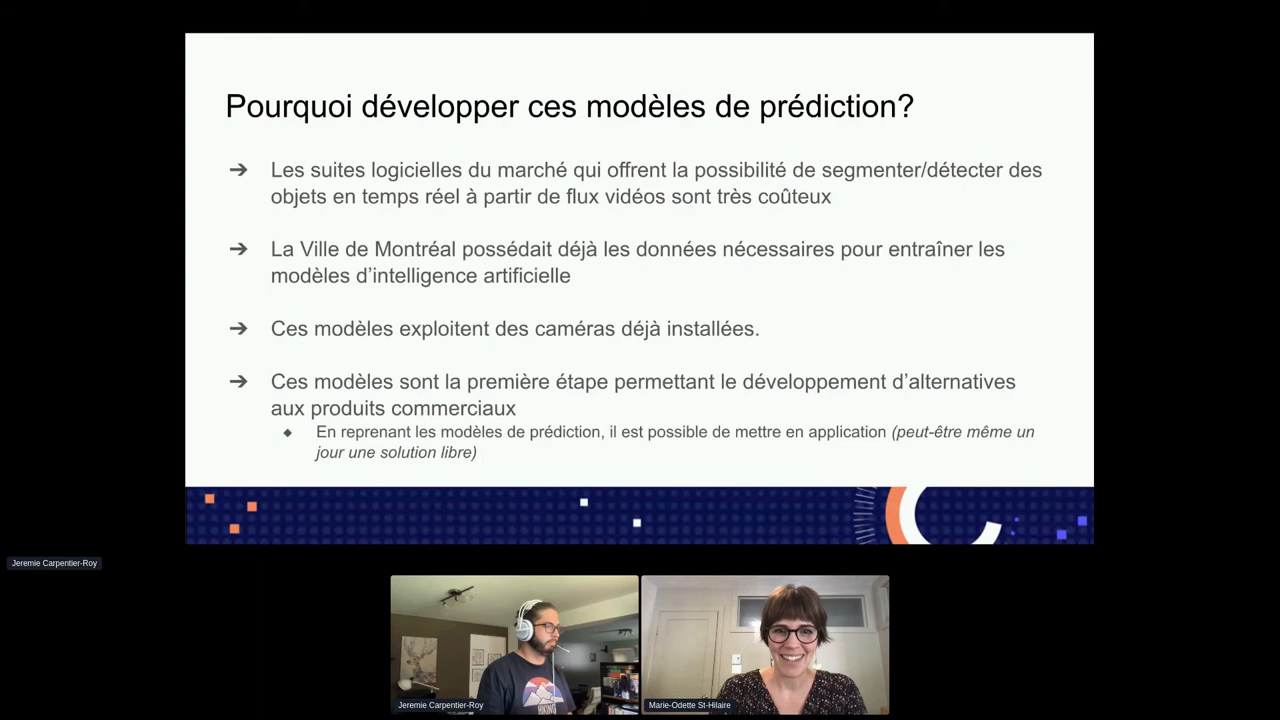 Pourquoi développer ces modèles de prédiction?
➔ Les suites logicielles du marché qui offrent la possibilité de segmenter/détecter des
objets en temps réel à partir de flux vidéos sont très coûteux
➔ La Ville de Montréal possédait déjà les données nécessaires pour entraîner les
modèles d’intelligence artificielle
➔ Ces modèles exploitent des caméras déjà installées.
➔ Ces modèles sont la première étape permettant le développement d’alternatives
aux produits commerciaux
◆ En reprenant les modèles de prédiction, il est possible de mettre en application (peut-être même un
jour une solution libre)
Jeremie Carpentier-Roy
Jeremie Carpentier-Roy
Marie-Odette St-Hilaire